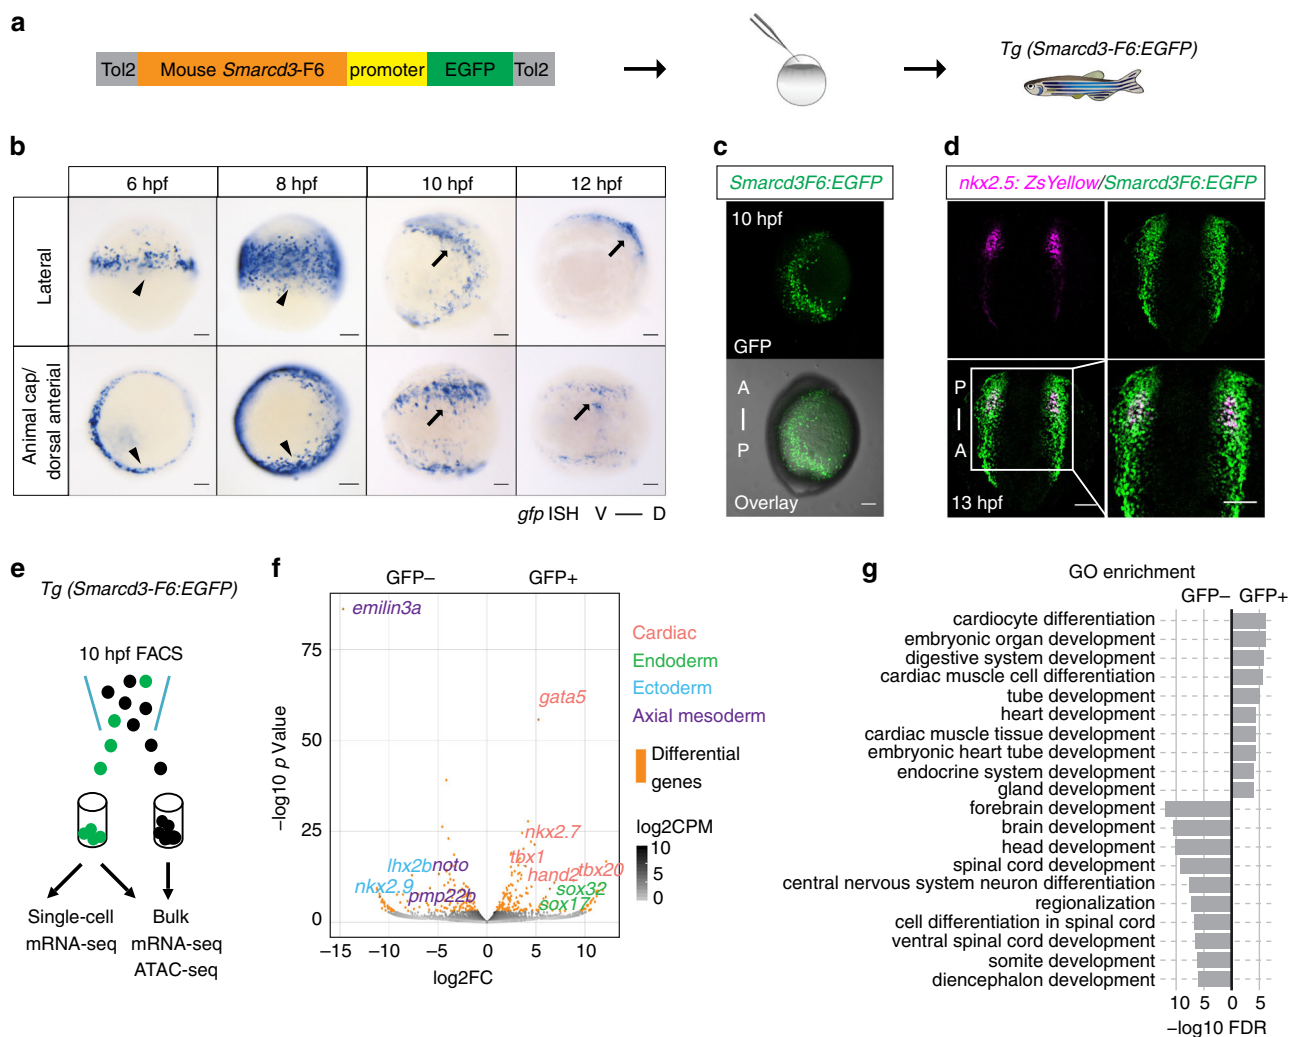 a
Tol2 Mouse Smarcd3-F6 promoter EGFP Tol2
Tg (Smarcd3-F6:EGFP)
b
6 hpf 8 hpf 10 hpf 12 hpf
Lateral
Animal cap/
dorsal anterial
gfp ISH V — D
c
Smarcd3F6:EGFP
10 hpf
GFP
A
P
Overlay
d
nkx2.5: ZsYellow/Smarcd3F6:EGFP
P
A
13 hpf
e
Tg (Smarcd3-F6:EGFP)
10 hpf FACS
Single-cell
mRNA-seq
Bulk
mRNA-seq
ATAC-seq
f
GFP− GFP+
−log10 p Value
75
50
25
0
−15 −10 −5 0 5 10
log2FC
emilin3a
gata5
nkx2.7
tbx1
hand2
tbx20
sox32
sox17
lhx2b
noto
nkx2.9
pmp22b
Cardiac
Endoderm
Ectoderm
Axial mesoderm
Differential
genes
log2CPM
10
5
0
g
GO enrichment
GFP− GFP+
cardiocyte differentiation
embryonic organ development
digestive system development
cardiac muscle cell differentiation
tube development
heart development
cardiac muscle tissue development
embryonic heart tube development
endocrine system development
gland development
forebrain development
brain development
head development
spinal cord development
central nervous system neuron differentiation
regionalization
cell differentiation in spinal cord
ventral spinal cord development
somite development
diencephalon development
10 5 0 5
−log10 FDR